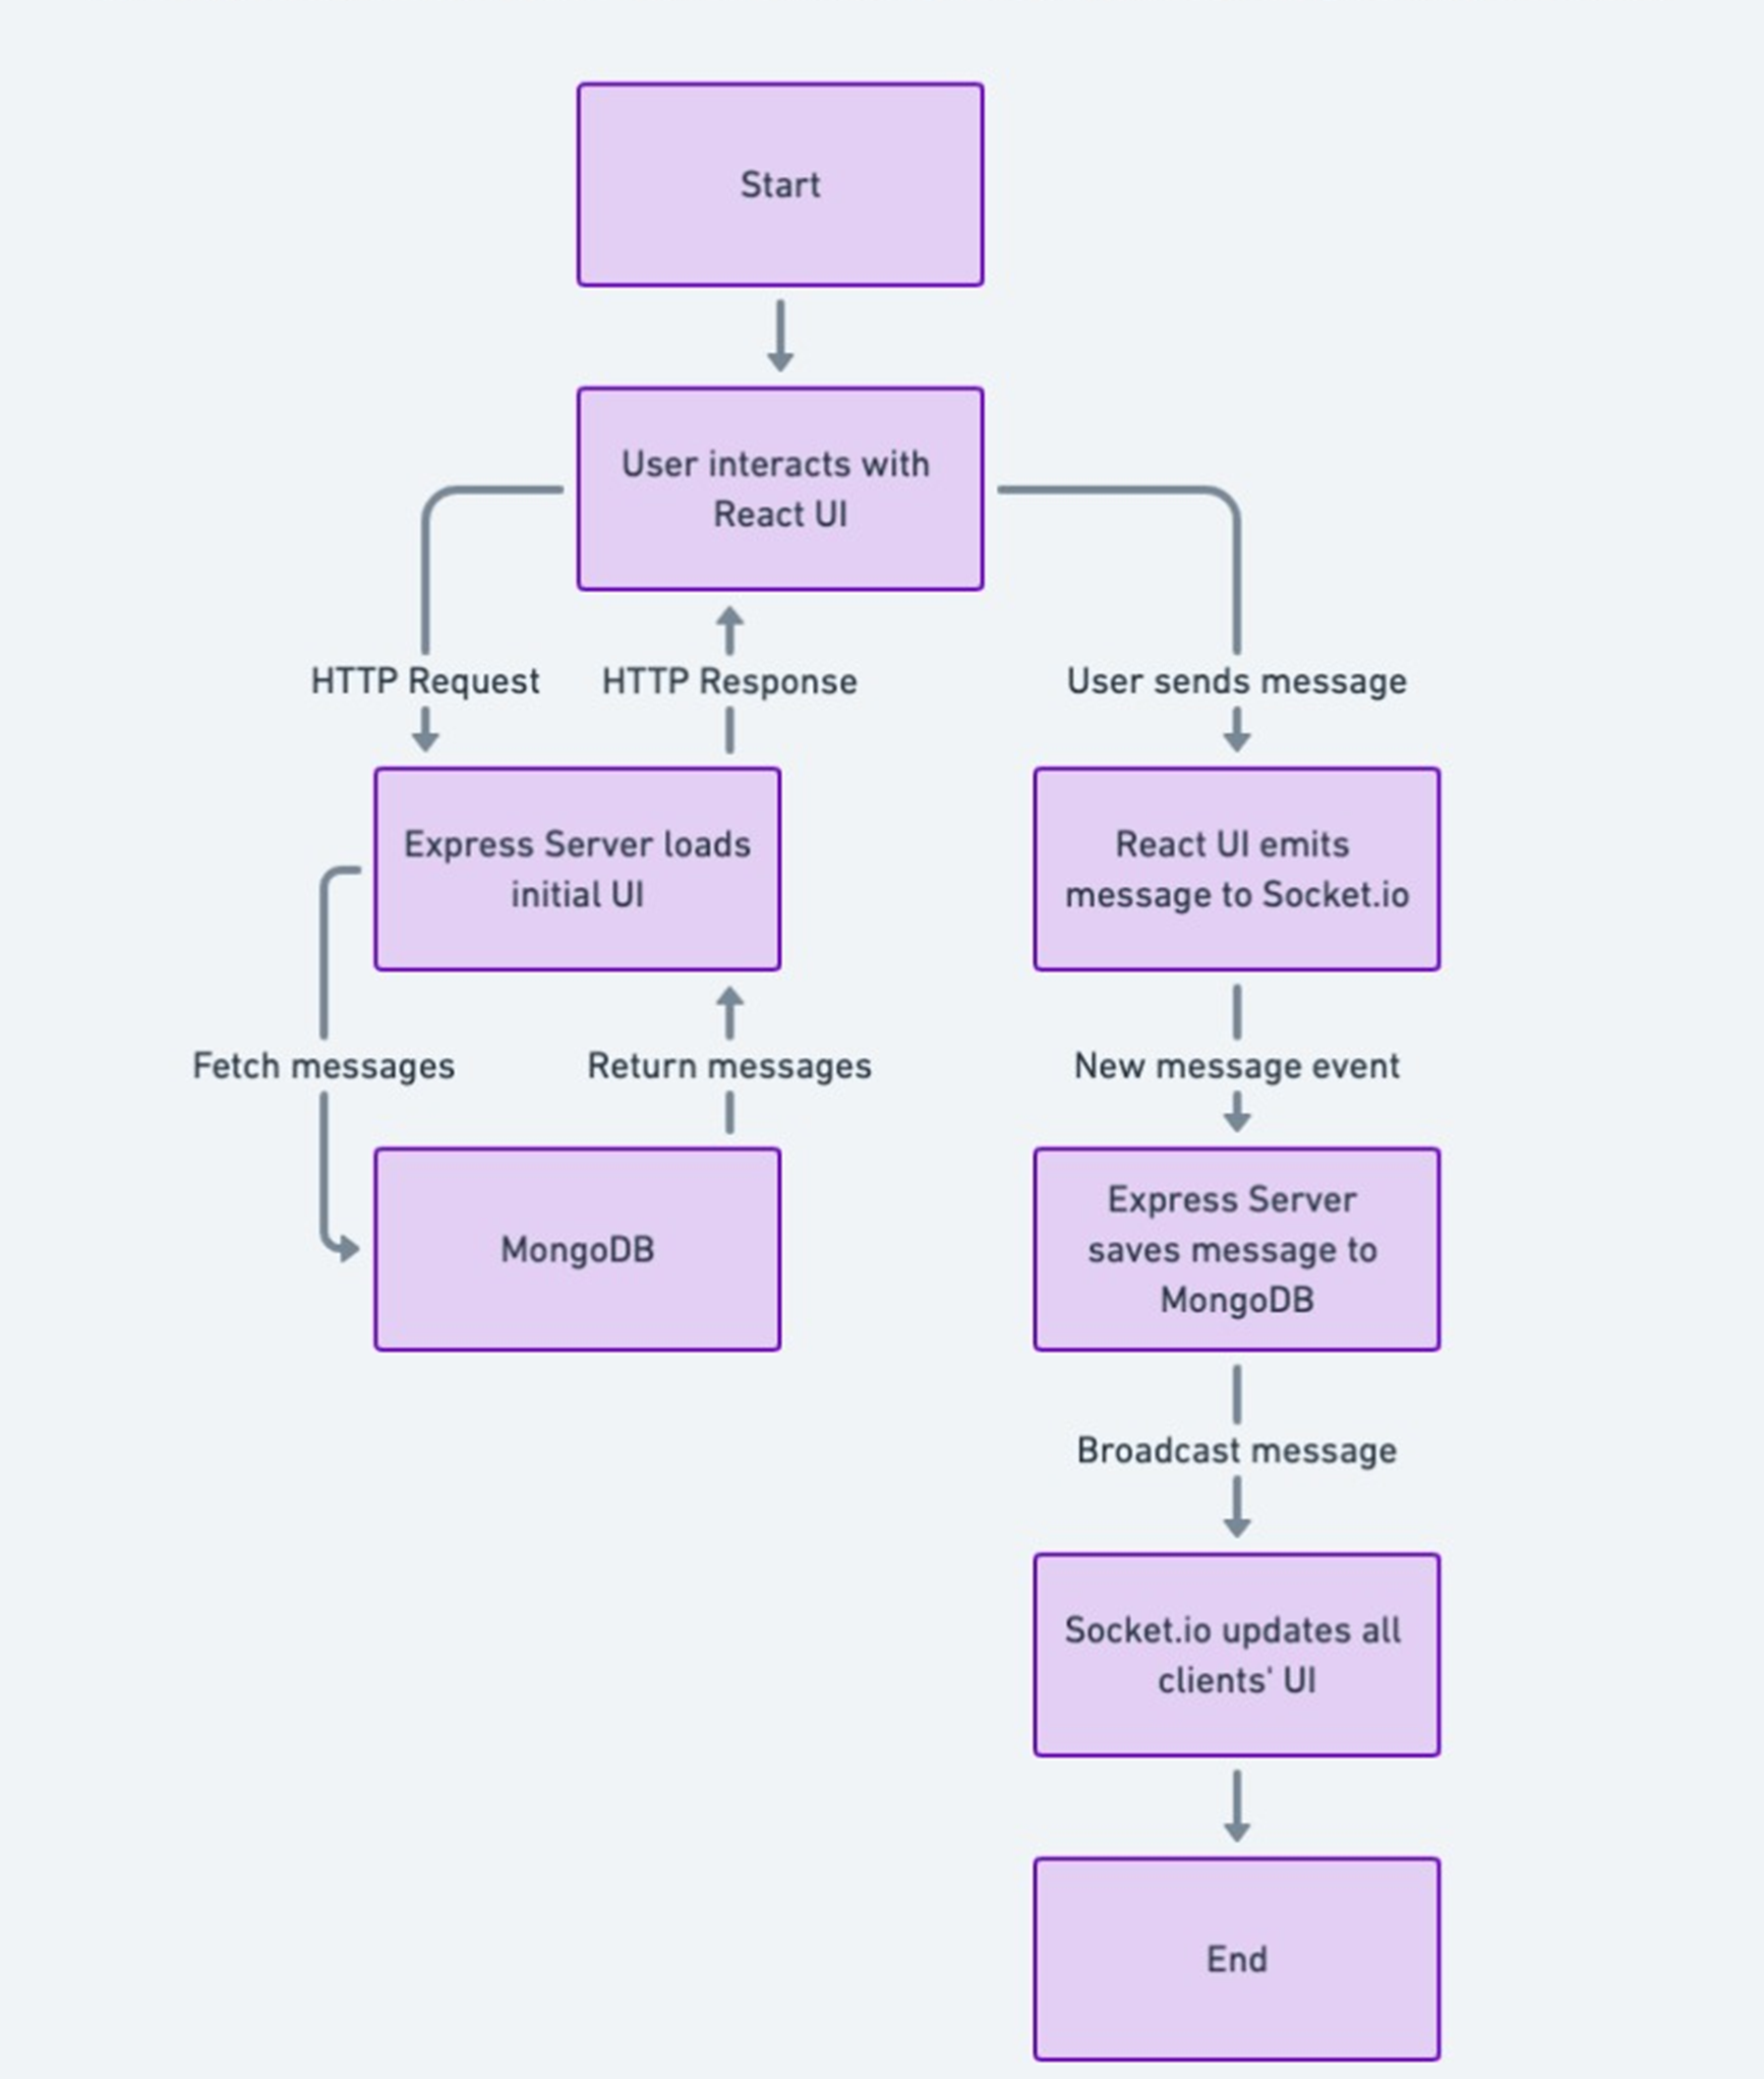 Start
User interacts with
React UI
HTTP Request
HTTP Response
User sends message
Express Server loads
initial UI
React UI emits
message to Socket.io
Fetch messages
Return messages
New message event
MongoDB
Express Server
saves message to
MongoDB
Broadcast message
Socket.io updates all
clients' UI
End